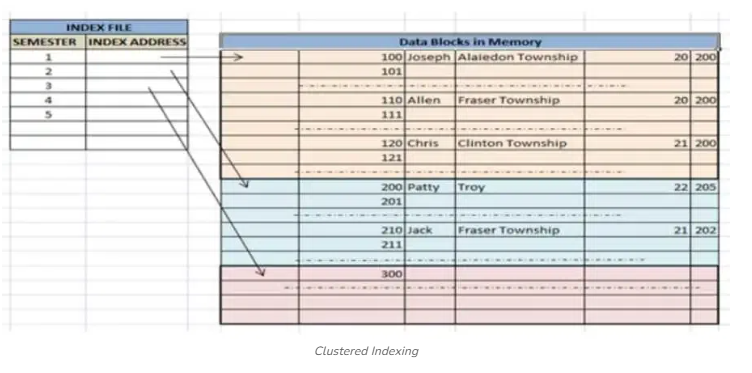 INDEX FILE
SEMESTER INDEX ADDRESS
Data Blocks in Memory
1 100 Joseph Alaiedon Township 20 200
2 101
3
4 110 Allen Fraser Township 20 200
5 111
120 Chris Clinton Township 21 200
121
200 Patty Troy 22 205
201
210 Jack Fraser Township 21 202
211
300
Clustered Indexing